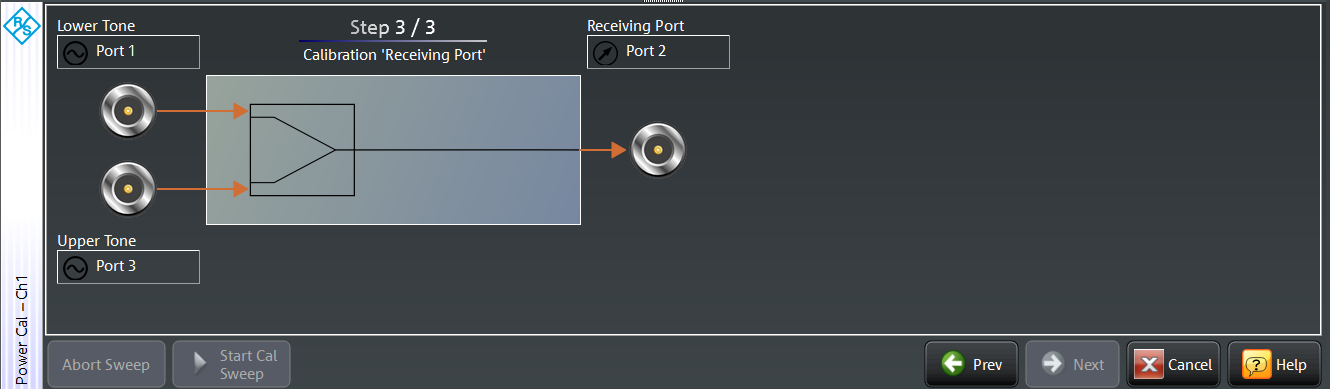 R&S
Lower Tone
Port 1
Step 3 / 3
Calibration 'Receiving Port'
Receiving Port
Port 2
Upper Tone
Port 3
Power Cal – Ch1
Abort Sweep
Start Cal
Sweep
Prev
Next
Cancel
Help